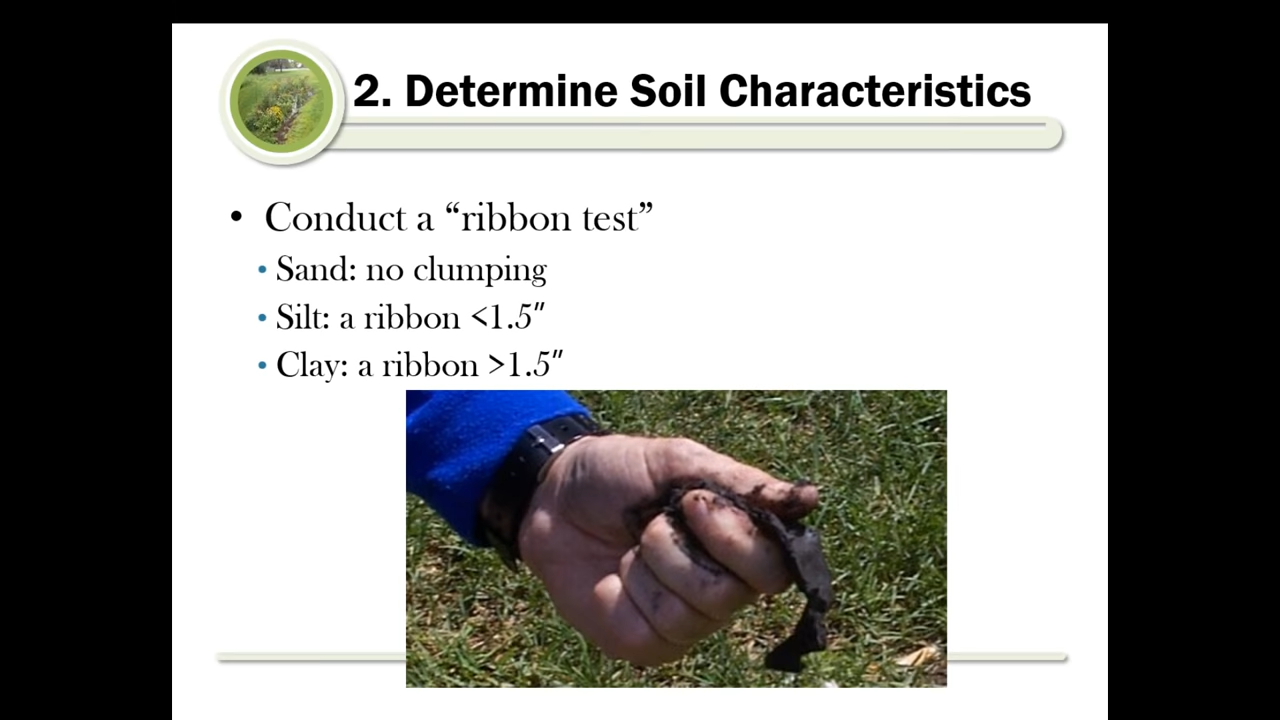 2. Determine Soil Characteristics
• Conduct a “ribbon test”
• Sand: no clumping
• Silt: a ribbon <1.5″
• Clay: a ribbon >1.5″